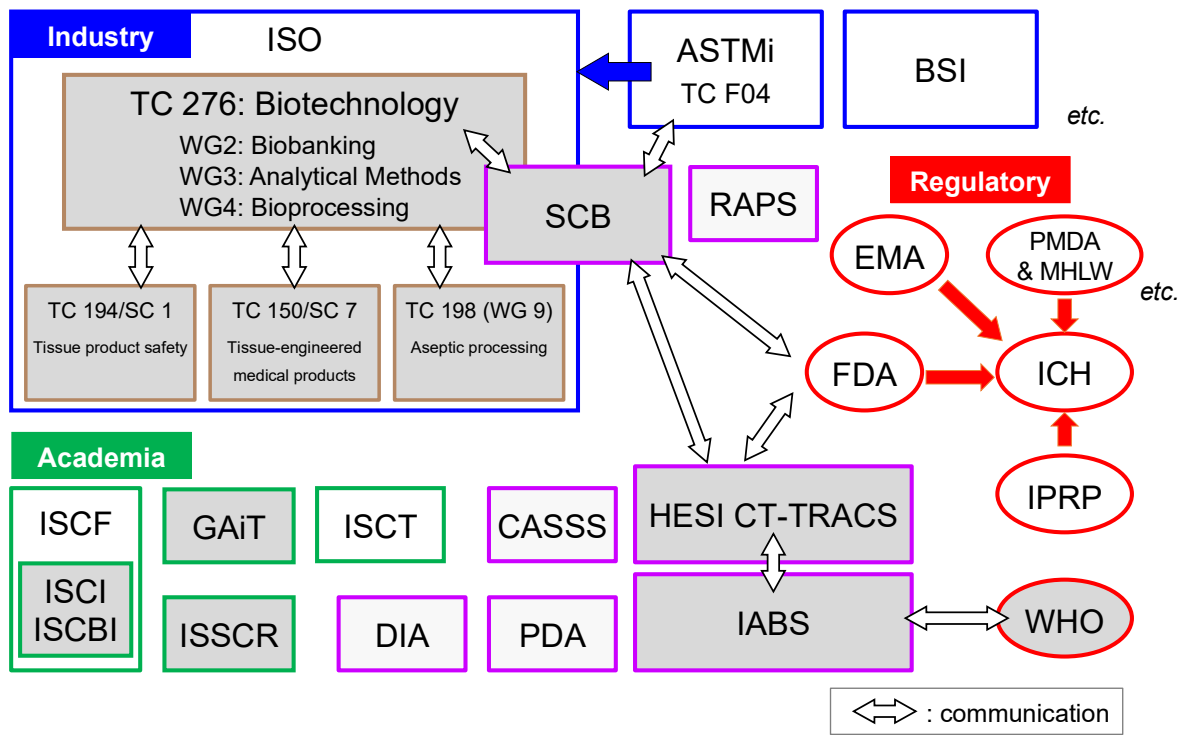 Industry
ISO
TC 276: Biotechnology
WG2: Biobanking
WG3: Analytical Methods
WG4: Bioprocessing
TC 194/SC 1
Tissue product safety
TC 150/SC 7
Tissue-engineered
medical products
TC 198 (WG 9)
Aseptic processing
ASTMi
TC F04
BSI
etc.
SCB
RAPS
Regulatory
EMA
PMDA
& MHLW
etc.
FDA
ICH
IPRP
WHO
Academia
ISCF
ISCI
ISCBI
GAiT
ISSCR
ISCT
DIA
CASSS
PDA
HESI CT-TRACS
IABS
: communication